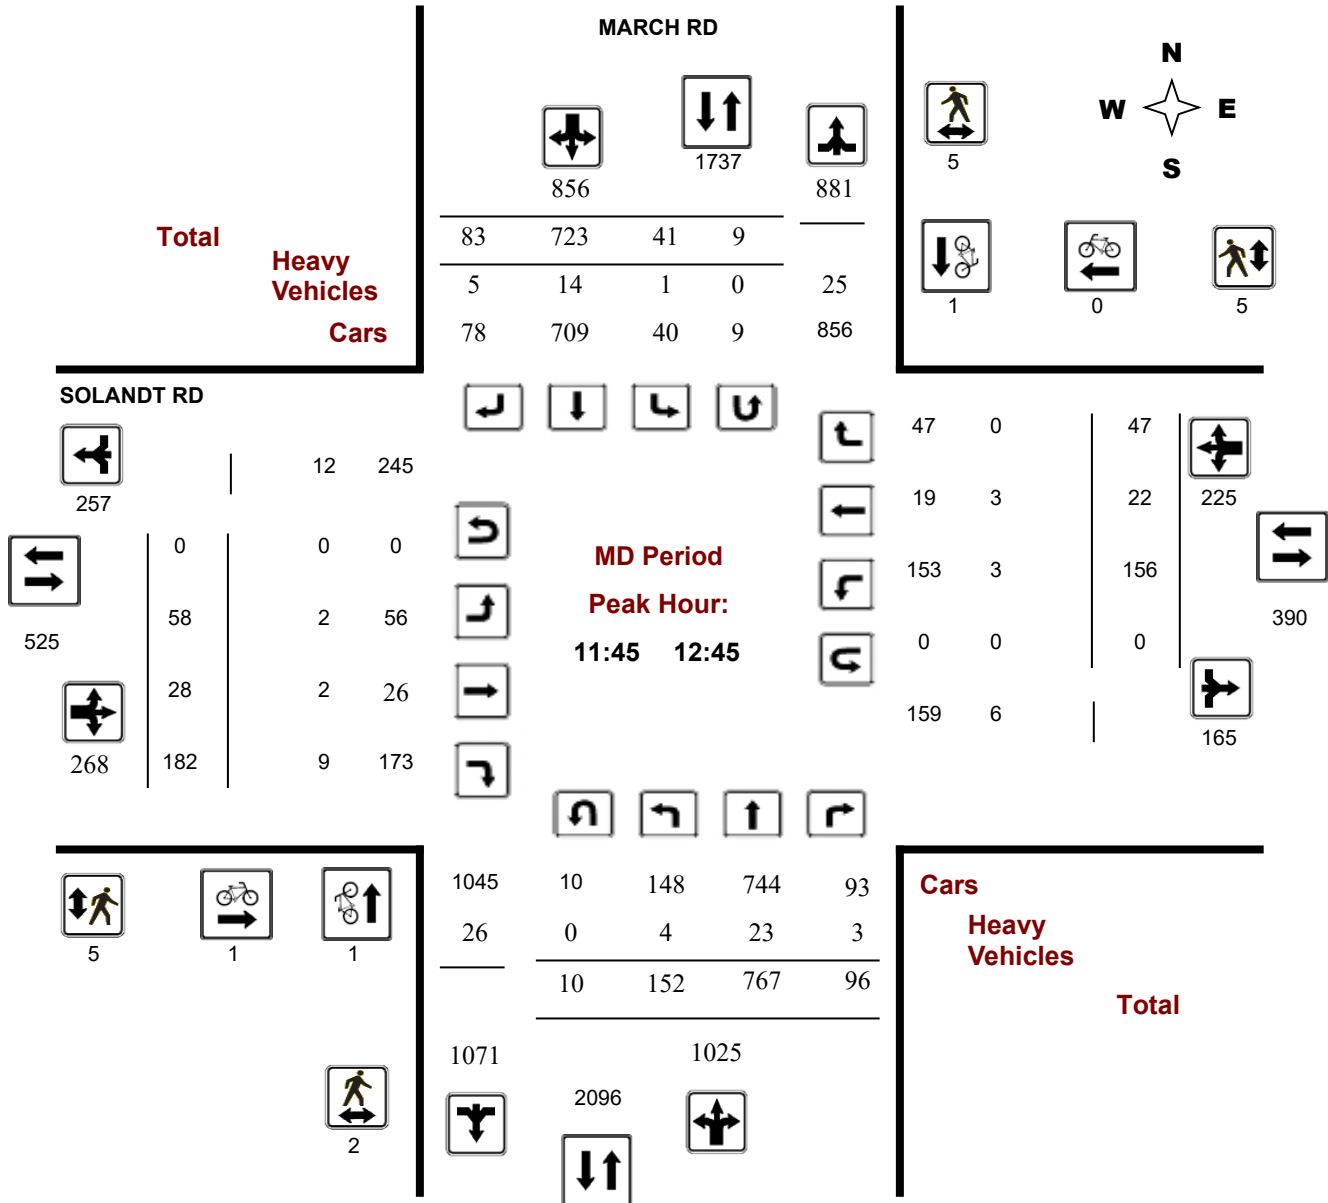 MARCH RD
N
W E
S
1737
5
856
881
Total
83 723 41 9
Heavy
Vehicles
5 14 1 0 25
1 0 5
Cars
78 709 40 9 856
SOLANDT RD
47 0 47
12 245
257
19 3 22 225
0 0 0
MD Period
153 3 156
Peak Hour:
58 2 56
390
525
11:45 12:45
0 0 0
28 2 26
159 6
165
268 182 9 173
1045 10 148 744 93
Cars
26 0 4 23 3
Heavy
Vehicles
5 1 1
10 152 767 96
Total
1071 1025
2096
2